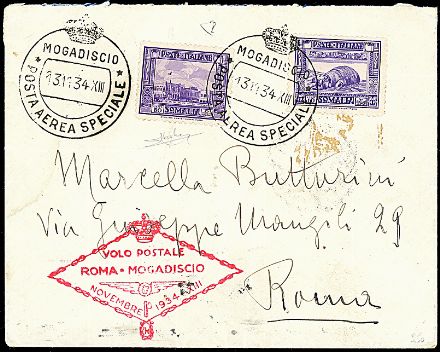 MOGADISCIO
13.11.34 XIII
* POSTA AEREA SPECIALE *
MOGADISCIO
13.11.34 XIII
POSTA AEREA SPECIALE
POSTE ITALIANE
SOMALIA
POSTE ITALIANE
SOMALIA
Marcella Butturini
Via Giuseppe Mangili 29
Roma
VOLO POSTALE
ROMA • MOGADISCIO
NOVEMBRE 1934-XIII